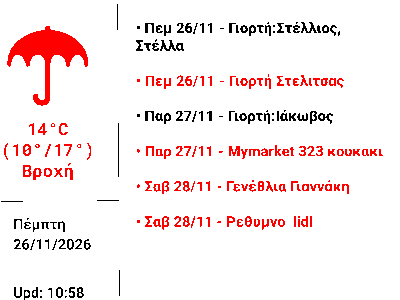 14°C
(10°/17°)
Βροχή
Πέμπτη
26/11/2026
Upd: 10:58
• Πεμ 26/11 - Γιορτή:Στέλλιος,
Στέλλα
• Πεμ 26/11 - Γιορτή Στελιτσας
• Παρ 27/11 - Γιορτή:Ιάκωβος
• Παρ 27/11 - Mymarket 323 κουκακι
• Σαβ 28/11 - Γενέθλια Γιαννάκη
• Σαβ 28/11 - Ρεθυμνο  lidl